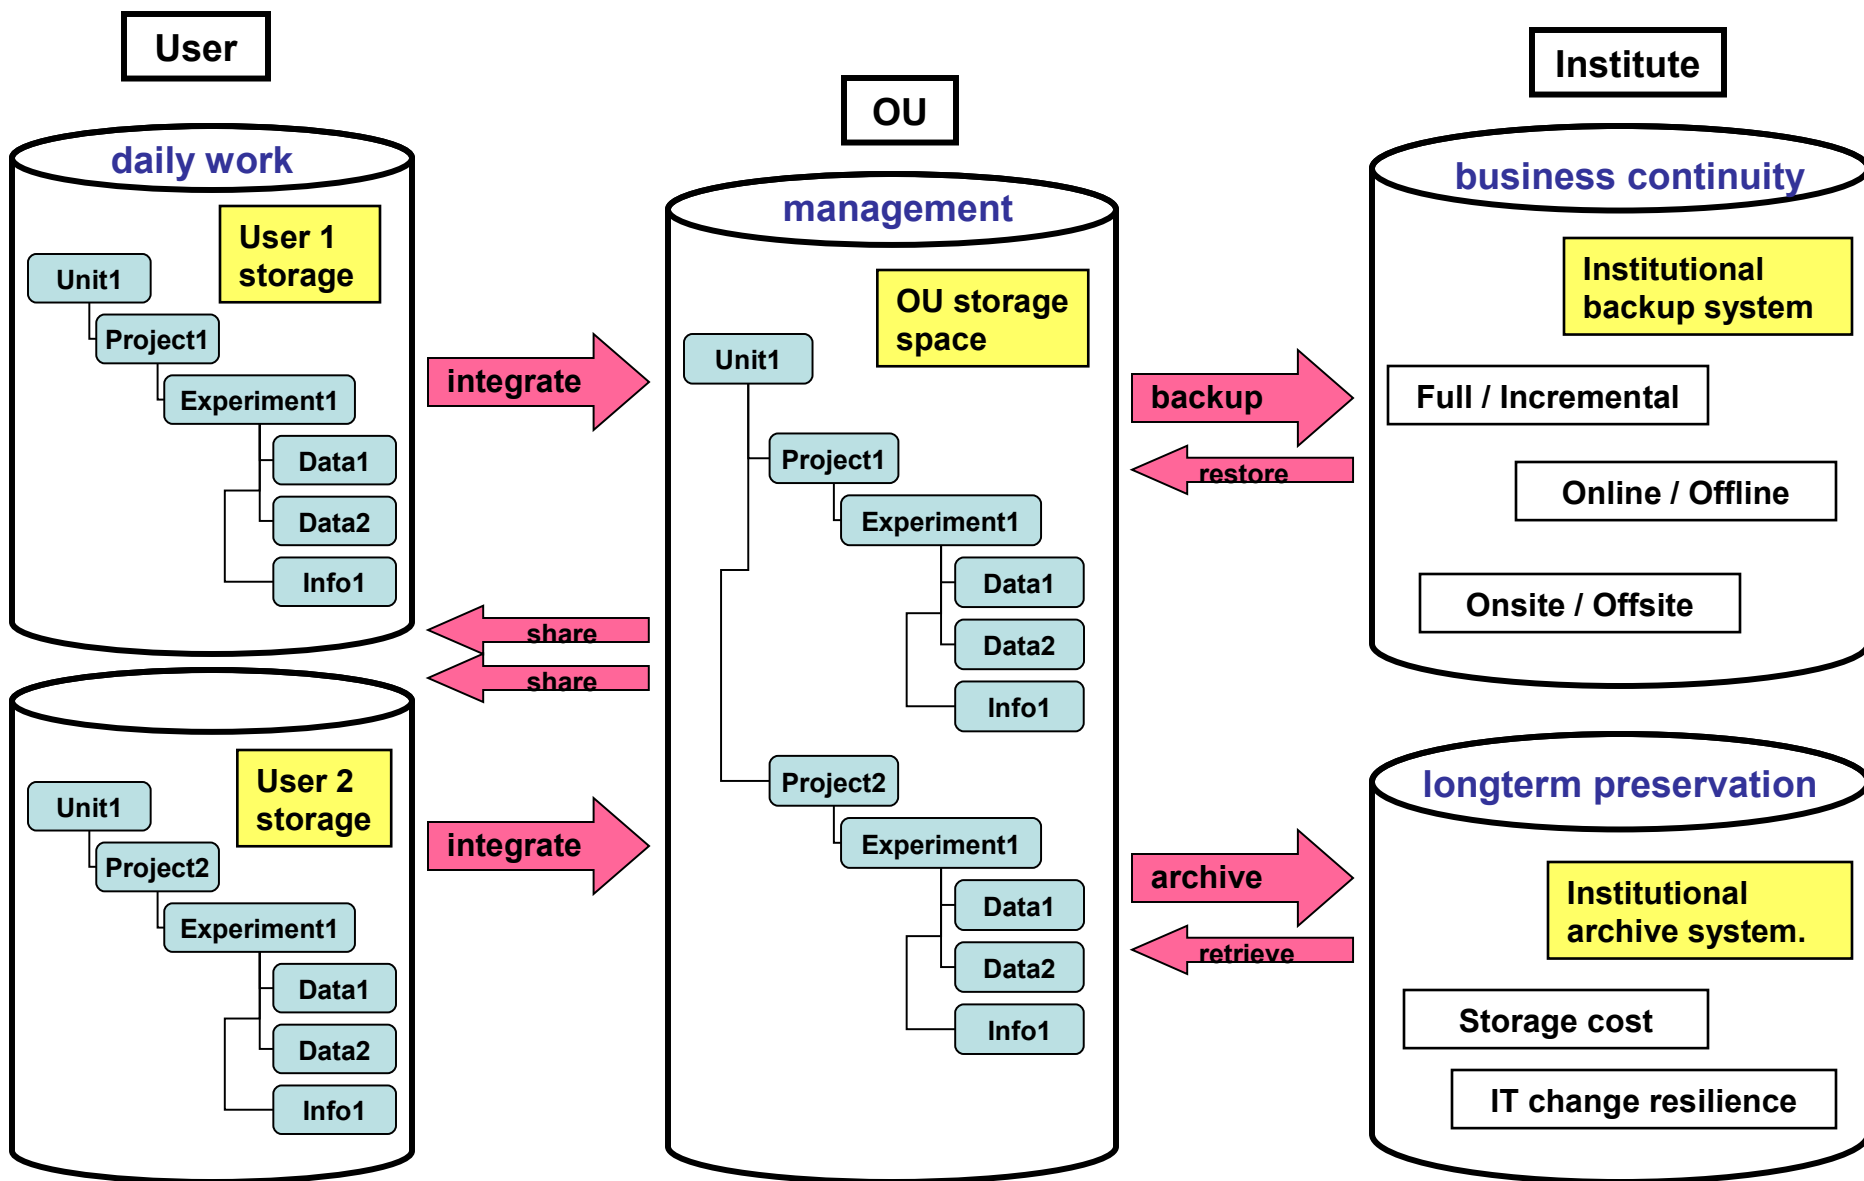 User
OU
Institute
daily work
User 1
storage
Unit1
Project1
Experiment1
Data1
Data2
Info1
User 2
storage
Unit1
Project2
Experiment1
Data1
Data2
Info1
integrate
share
share
integrate
management
OU storage
space
Unit1
Project1
Experiment1
Data1
Data2
Info1
Project2
Experiment1
Data1
Data2
Info1
backup
restore
archive
retrieve
business continuity
Institutional
backup system
Full / Incremental
Online / Offline
Onsite / Offsite
longterm preservation
Institutional
archive system.
Storage cost
IT change resilience